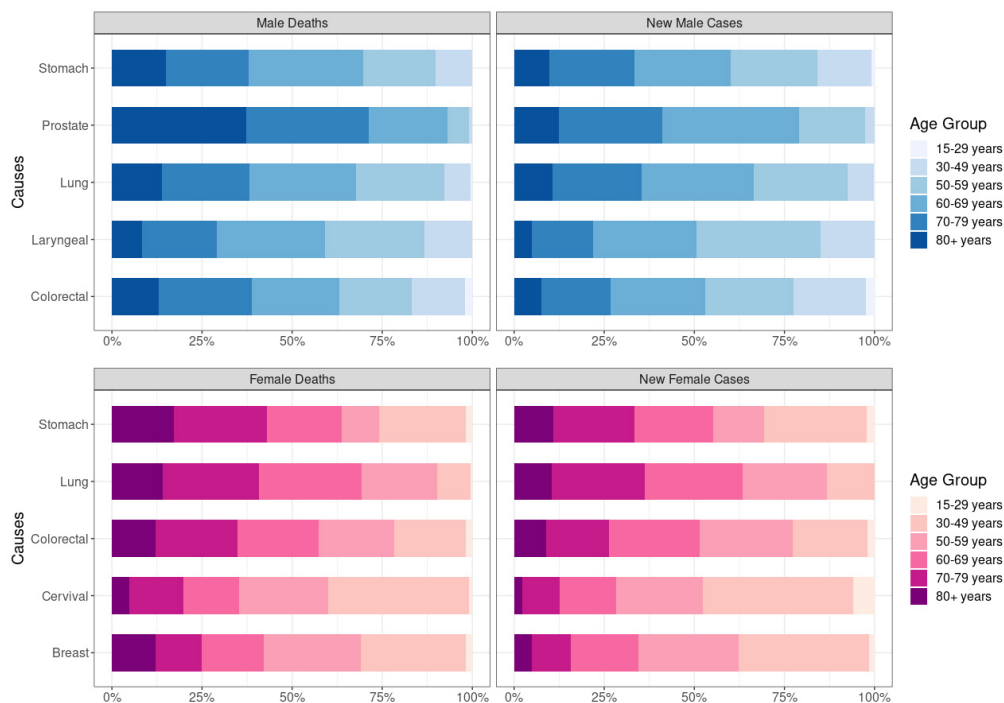 Male Deaths
New Male Cases
Causes
Stomach
Prostate
Lung
Laryngeal
Colorectal
0% 25% 50% 75% 100%
0% 25% 50% 75% 100%
Age Group
15-29 years
30-49 years
50-59 years
60-69 years
70-79 years
80+ years
Female Deaths
New Female Cases
Causes
Stomach
Lung
Colorectal
Cervival
Breast
0% 25% 50% 75% 100%
0% 25% 50% 75% 100%
Age Group
15-29 years
30-49 years
50-59 years
60-69 years
70-79 years
80+ years